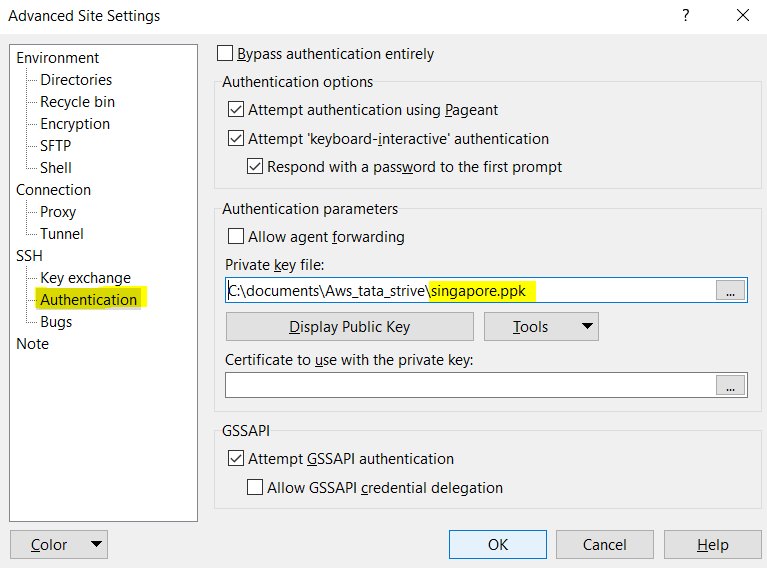 Advanced Site Settings
?
Environment
Directories
Recycle bin
Encryption
SFTP
Shell
Connection
Proxy
Tunnel
SSH
Key exchange
Authentication
Bugs
Note
Bypass authentication entirely
Authentication options
Attempt authentication using Pageant
Attempt 'keyboard-interactive' authentication
Respond with a password to the first prompt
Authentication parameters
Allow agent forwarding
Private key file:
C:\documents\Aws_tata_strive\singapore.ppk
...
Display Public Key
Tools
Certificate to use with the private key:
...
GSSAPI
Attempt GSSAPI authentication
Allow GSSAPI credential delegation
Color
OK
Cancel
Help